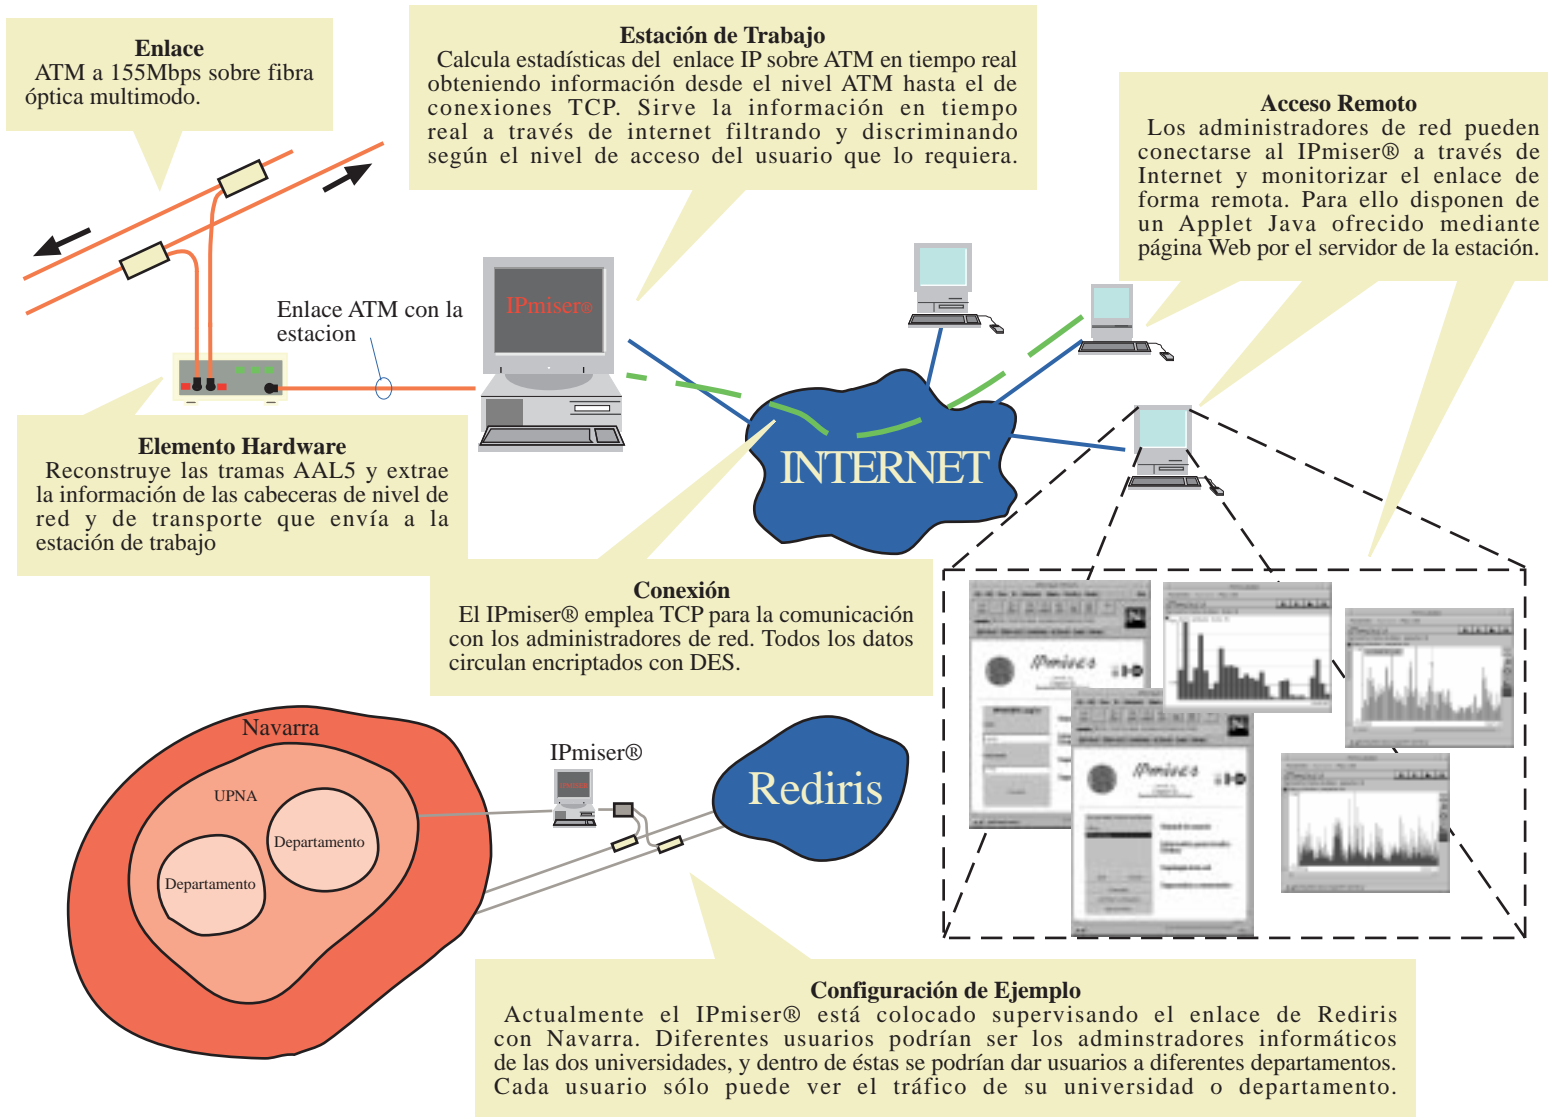 Enlace
ATM a 155Mbps sobre fibra
óptica multimodo.
Estación de Trabajo
Calcula estadísticas del enlace IP sobre ATM en tiempo real
obteniendo información desde el nivel ATM hasta el de
conexiones TCP. Sirve la información en tiempo
real a través de internet filtrando y discriminando
según el nivel de acceso del usuario que lo requiera.
Acceso Remoto
Los administradores de red pueden
conectarse al IPmiser® a través de
Internet y monitorizar el enlace de
forma remota. Para ello disponen de
un Applet Java ofrecido mediante
página Web por el servidor de la estación.
Enlace ATM con la
estacion
IPmiser®
INTERNET
Elemento Hardware
Reconstruye las tramas AAL5 y extrae
la información de las cabeceras de nivel de
red y de transporte que envía a la
estación de trabajo
Conexión
El IPmiser® emplea TCP para la comunicación
con los administradores de red. Todos los datos
circulan encriptados con DES.
IPmiser
IPmiser
Navarra
UPNA
Departamento
Departamento
IPmiser®
Rediris
Configuración de Ejemplo
Actualmente el IPmiser® está colocado supervisando el enlace de Rediris
con Navarra. Diferentes usuarios podrían ser los adminstradores informáticos
de las dos universidades, y dentro de éstas se podrían dar usuarios a diferentes departamentos.
Cada usuario sólo puede ver el tráfico de su universidad o departamento.